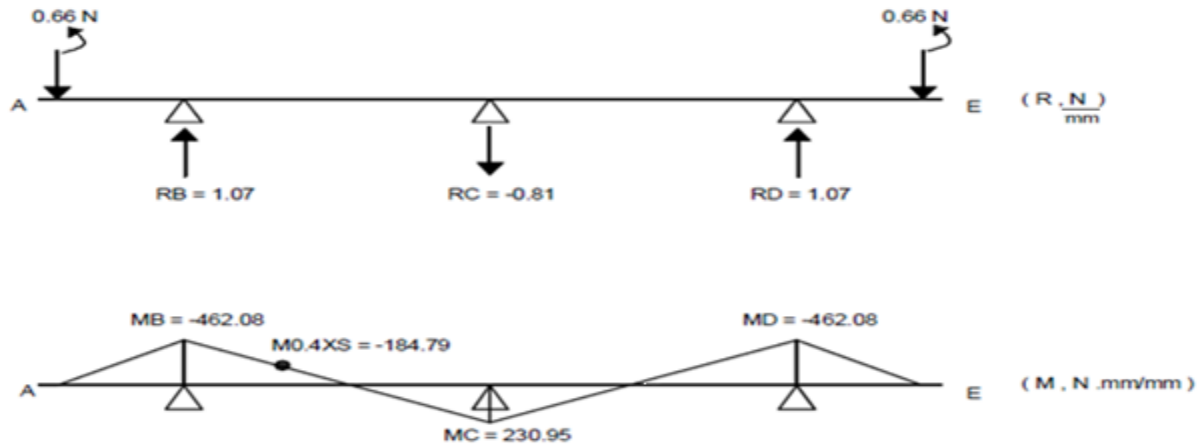 0.66 N
0.66 N
A
E
( R , N )
mm
RB = 1.07
RC = -0.81
RD = 1.07
MB = -462.08
MD = -462.08
M0.4XS = -184.79
A
E
( M , N .mm/mm )
MC = 230.95